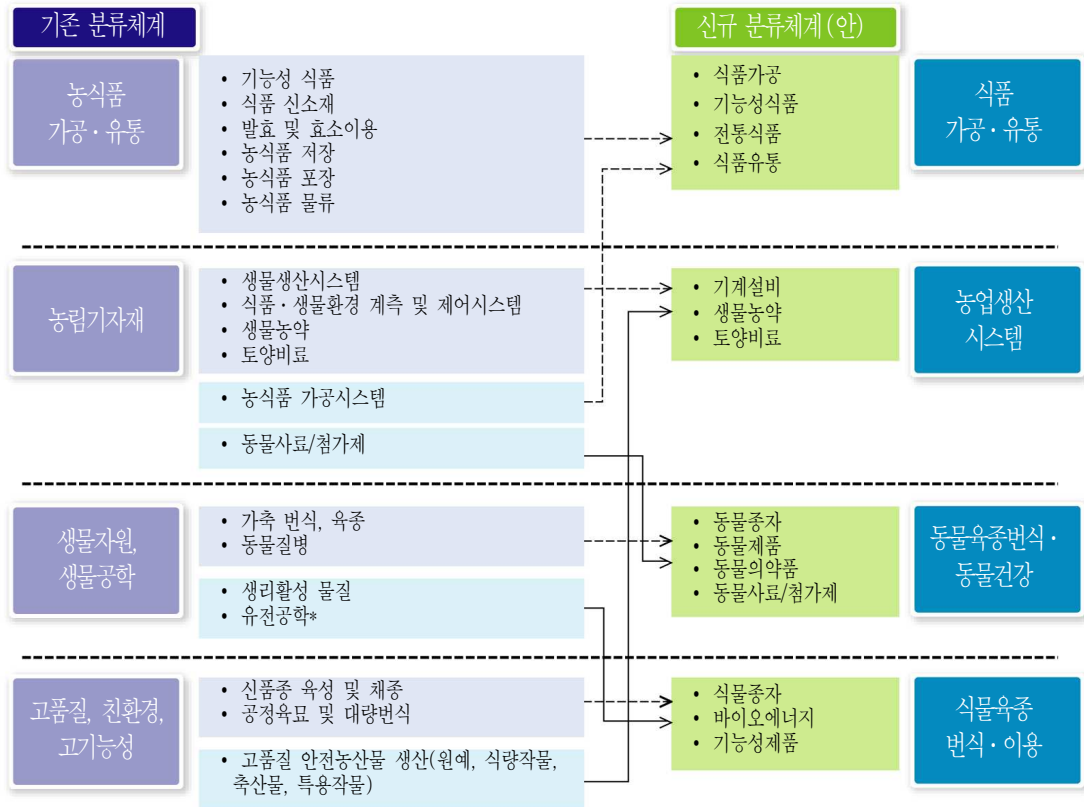 기존 분류체계
신규 분류체계(안)
농식품
가공·유통
• 기능성 식품
• 식품 신소재
• 발효 및 효소이용
• 농식품 저장
• 농식품 포장
• 농식품 물류
• 식품가공
• 기능성식품
• 전통식품
• 식품유통
식품
가공·유통
농림기자재
• 생물생산시스템
• 식품·생물환경 계측 및 제어시스템
• 생물농약
• 토양비료
• 농식품 가공시스템
• 동물사료/첨가제
• 기계설비
• 생물농약
• 토양비료
농업생산
시스템
생물자원,
생물공학
• 가축 번식, 육종
• 동물질병
• 생리활성 물질
• 유전공학*
• 동물종자
• 동물제품
• 동물의약품
• 동물사료/첨가제
동물육종번식·
동물건강
고품질, 친환경,
고기능성
• 신품종 육성 및 채종
• 공정육묘 및 대량번식
• 고품질 안전농산물 생산(원예, 식량작물,
축산물, 특용작물)
• 식물종자
• 바이오에너지
• 기능성제품
식물육종
번식·이용